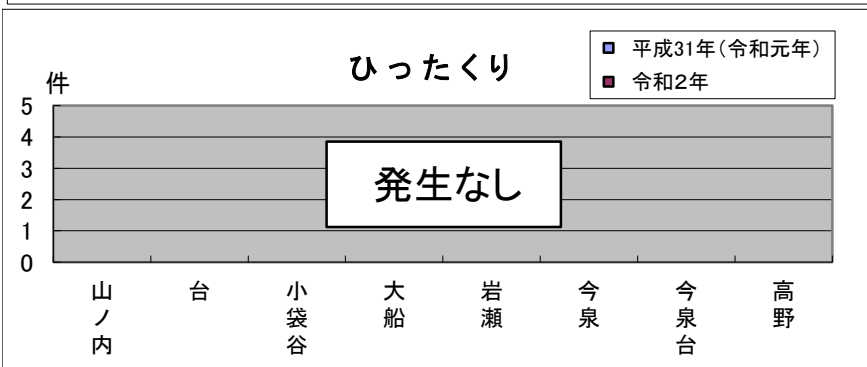 ひったくり
平成31年(令和元年)
令和2年
件
5
4
3
2
1
0
発生なし
山ノ内
台
小袋谷
大船
岩瀬
今泉
今泉台
高野